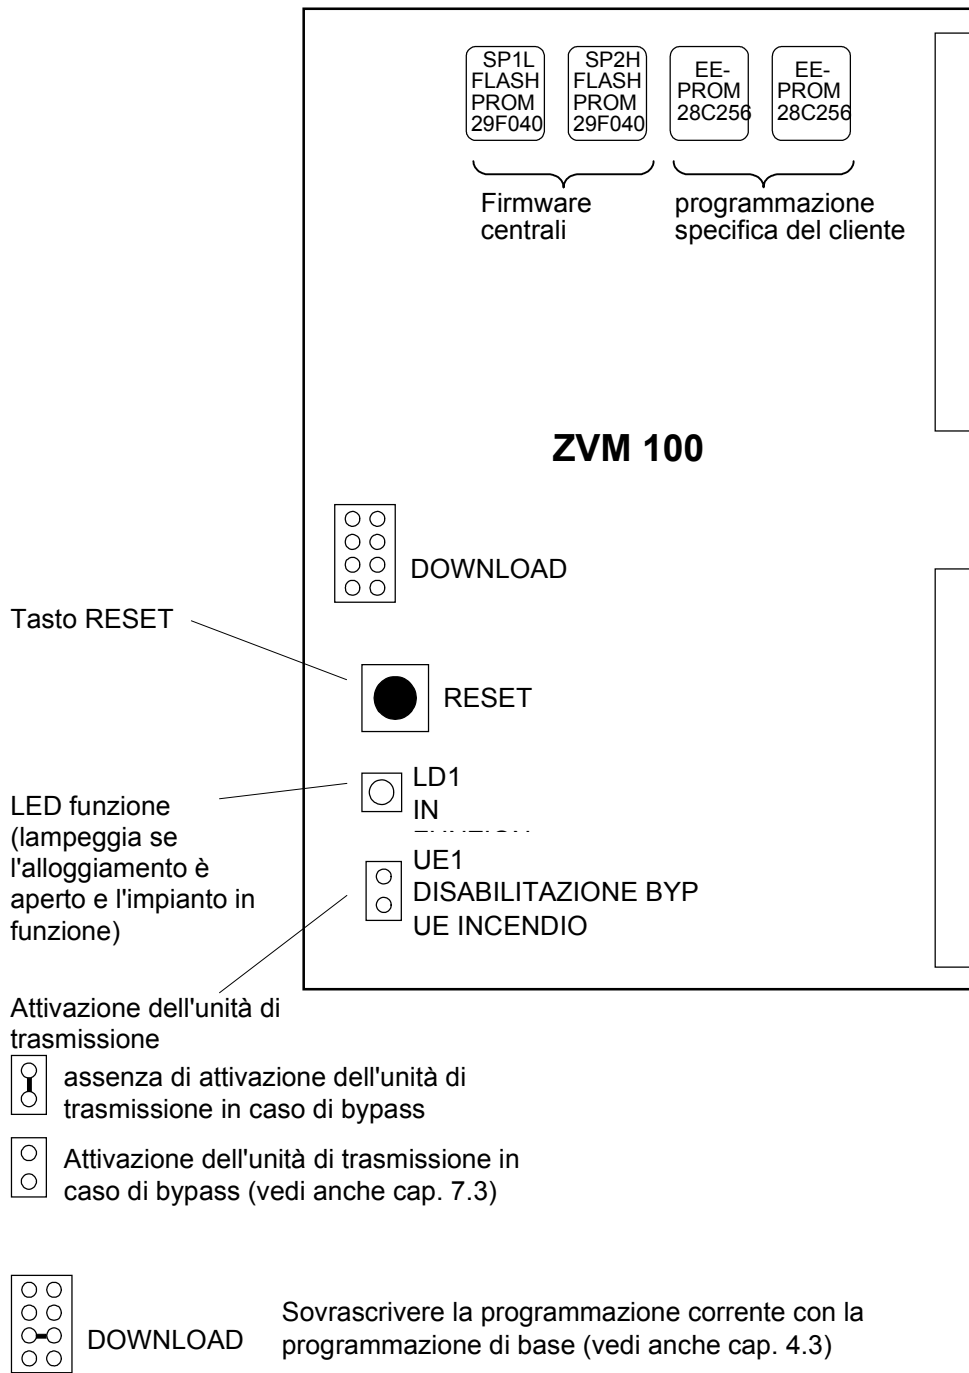 SP1L
FLASH
PROM
29F040
SP2H
FLASH
PROM
29F040
EE-
PROM
28C256
EE-
PROM
28C256
Firmware
centrali
programmazione
specifica del cliente
ZVM 100
DOWNLOAD
Tasto RESET
RESET
LD1
IN
LED funzione
(lampeggia se
l'alloggiamento è
aperto e l'impianto in
funzione)
UE1
DISABILITAZIONE BYP
UE INCENDIO
Attivazione dell'unità di
trasmissione
assenza di attivazione dell'unità di
trasmissione in caso di bypass
Attivazione dell'unità di trasmissione in
caso di bypass (vedi anche cap. 7.3)
DOWNLOAD
Sovrascrivere la programmazione corrente con la
programmazione di base (vedi anche cap. 4.3)